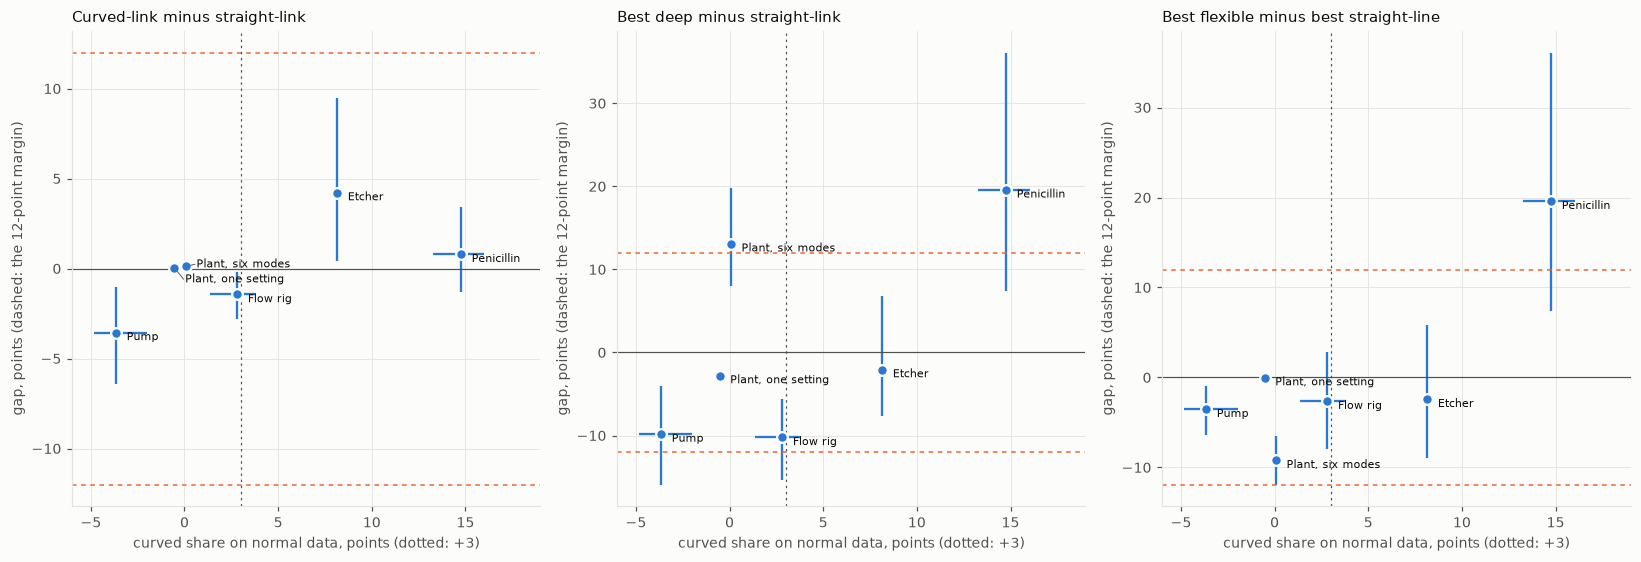 Curved-link minus straight-link
gap, points (dashed: the 12-point margin)
10
5
0
−5
−10
Etcher
Penicillin
Plant, six modes
Plant, one setting
Flow rig
Pump
−5
0
5
10
15
curved share on normal data, points (dotted: +3)
Best deep minus straight-link
gap, points (dashed: the 12-point margin)
30
20
10
0
−10
Penicillin
Plant, six modes
Etcher
Plant, one setting
Pump
Flow rig
−5
0
5
10
15
curved share on normal data, points (dotted: +3)
Best flexible minus best straight-line
gap, points (dashed: the 12-point margin)
30
20
10
0
−10
Penicillin
Plant, one setting
Flow rig
Etcher
Pump
Plant, six modes
−5
0
5
10
15
curved share on normal data, points (dotted: +3)